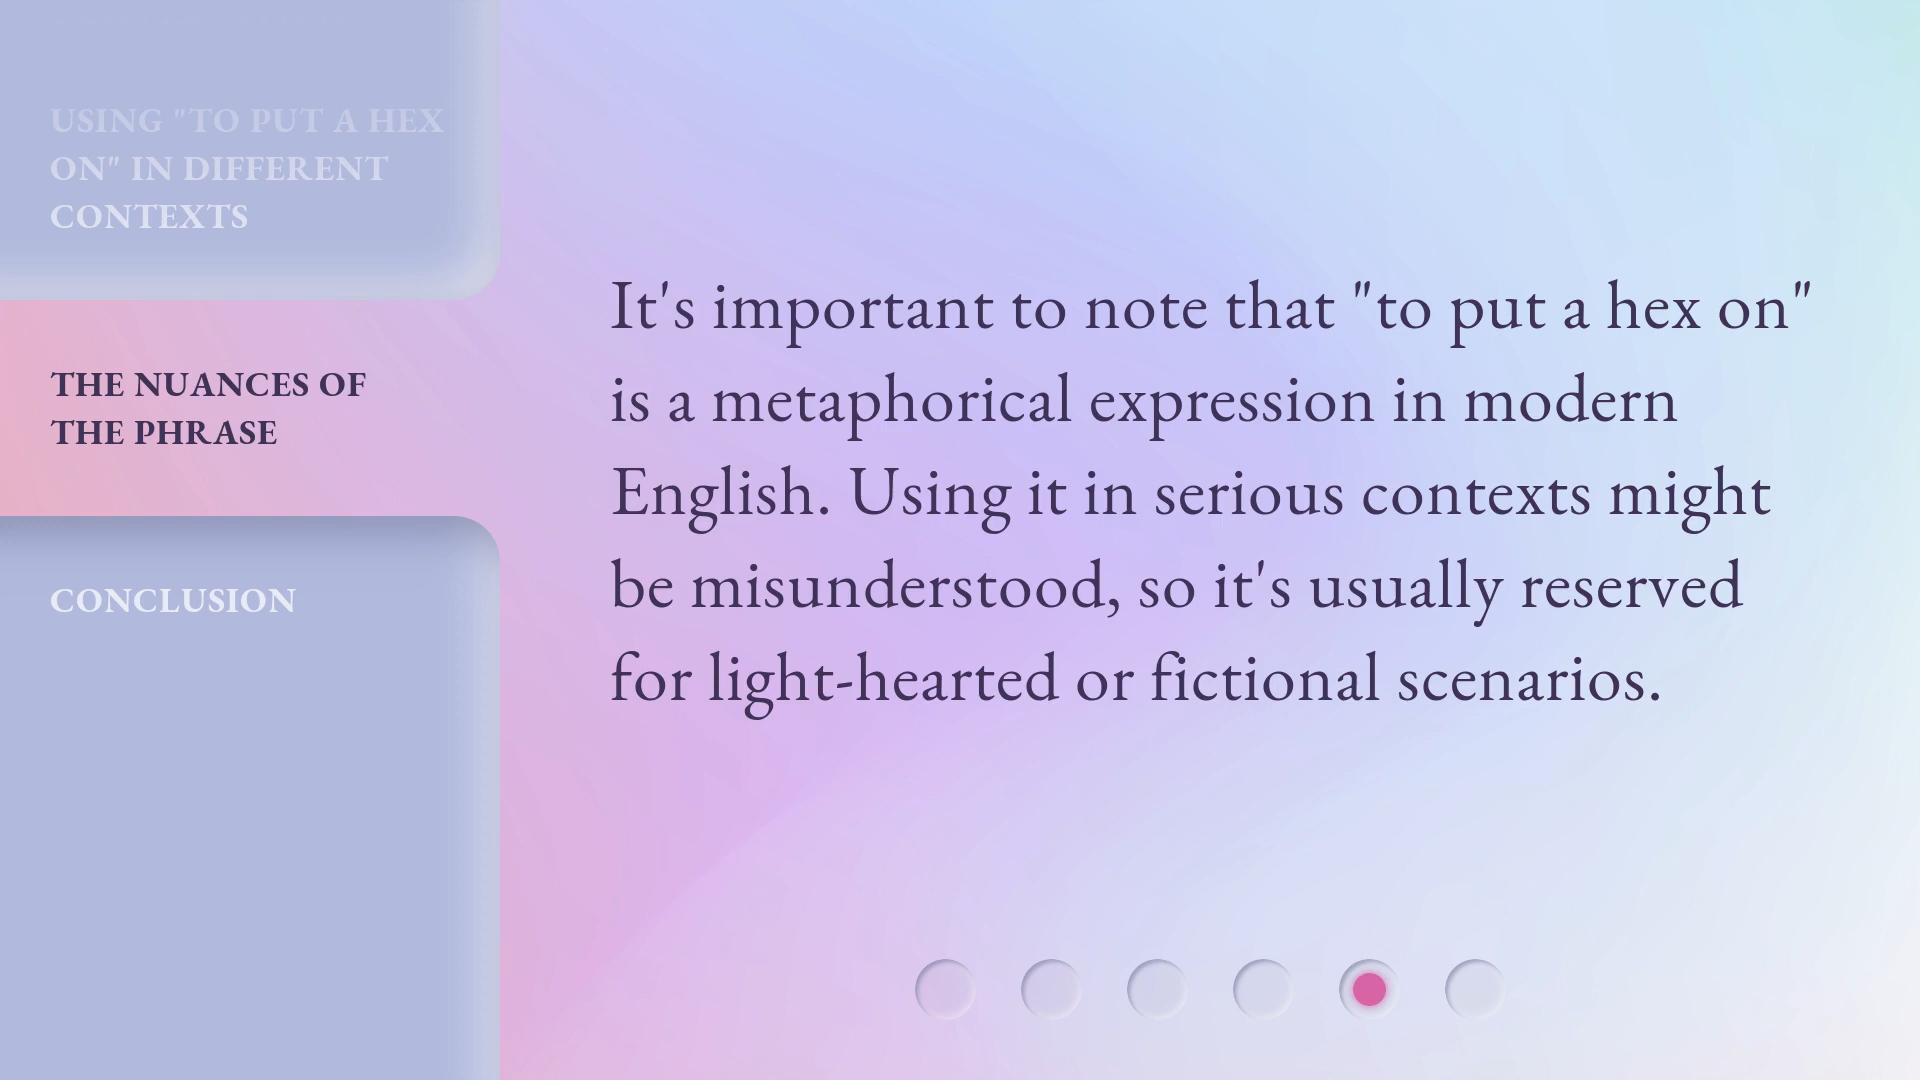 USING "TO PUT A HEX
ON" IN DIFFERENT
CONTEXTS
THE NUANCES OF
THE PHRASE
CONCLUSION
It's important to note that "to put a hex on"
is a metaphorical expression in modern
English. Using it in serious contexts might
be misunderstood, so it's usually reserved
for light-hearted or fictional scenarios.